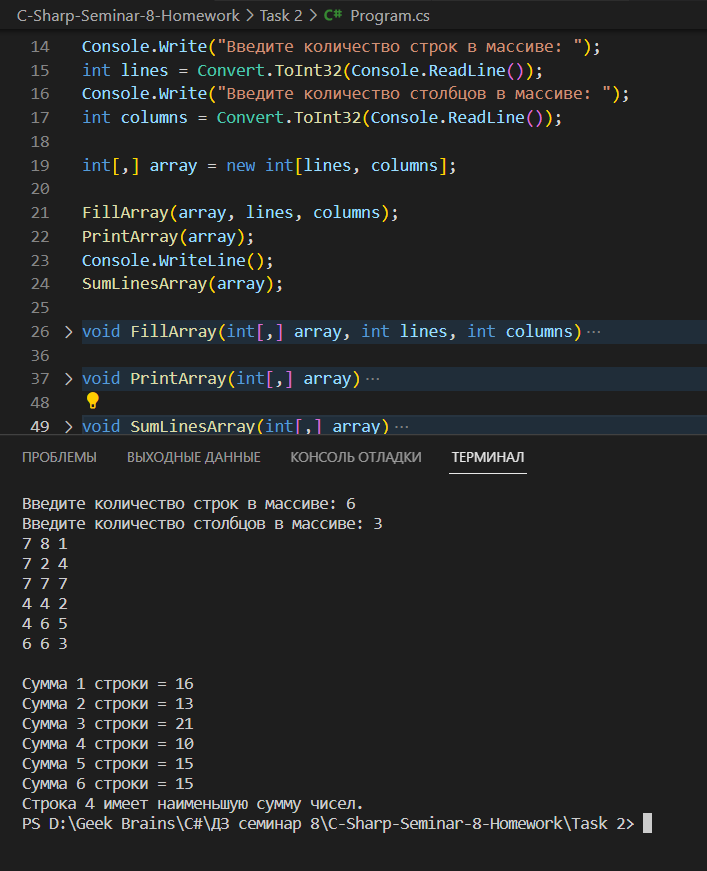 C-Sharp-Seminar-8-Homework > Task 2 > C# Program.cs
14 Console.Write("Введите количество строк в массиве: ");
15 int lines = Convert.ToInt32(Console.ReadLine());
16 Console.Write("Введите количество столбцов в массиве: ");
17 int columns = Convert.ToInt32(Console.ReadLine());
18
19 int[,] array = new int[lines, columns];
20
21 FillArray(array, lines, columns);
22 PrintArray(array);
23 Console.WriteLine();
24 SumLinesArray(array);
25
26 > void FillArray(int[,] array, int lines, int columns) ···
36
37 > void PrintArray(int[,] array) ···
48
49 > void SumLinesArray(int[,] array) ···
ПРОБЛЕМЫ ВЫХОДНЫЕ ДАННЫЕ КОНСОЛЬ ОТЛАДКИ ТЕРМИНАЛ
Введите количество строк в массиве: 6
Введите количество столбцов в массиве: 3
7 8 1
7 2 4
7 7 7
4 4 2
4 6 5
6 6 3
Сумма 1 строки = 16
Сумма 2 строки = 13
Сумма 3 строки = 21
Сумма 4 строки = 10
Сумма 5 строки = 15
Сумма 6 строки = 15
Строка 4 имеет наименьшую сумму чисел.
PS D:\Geek Brains\C#\ДЗ семинар 8\C-Sharp-Seminar-8-Homework\Task 2>